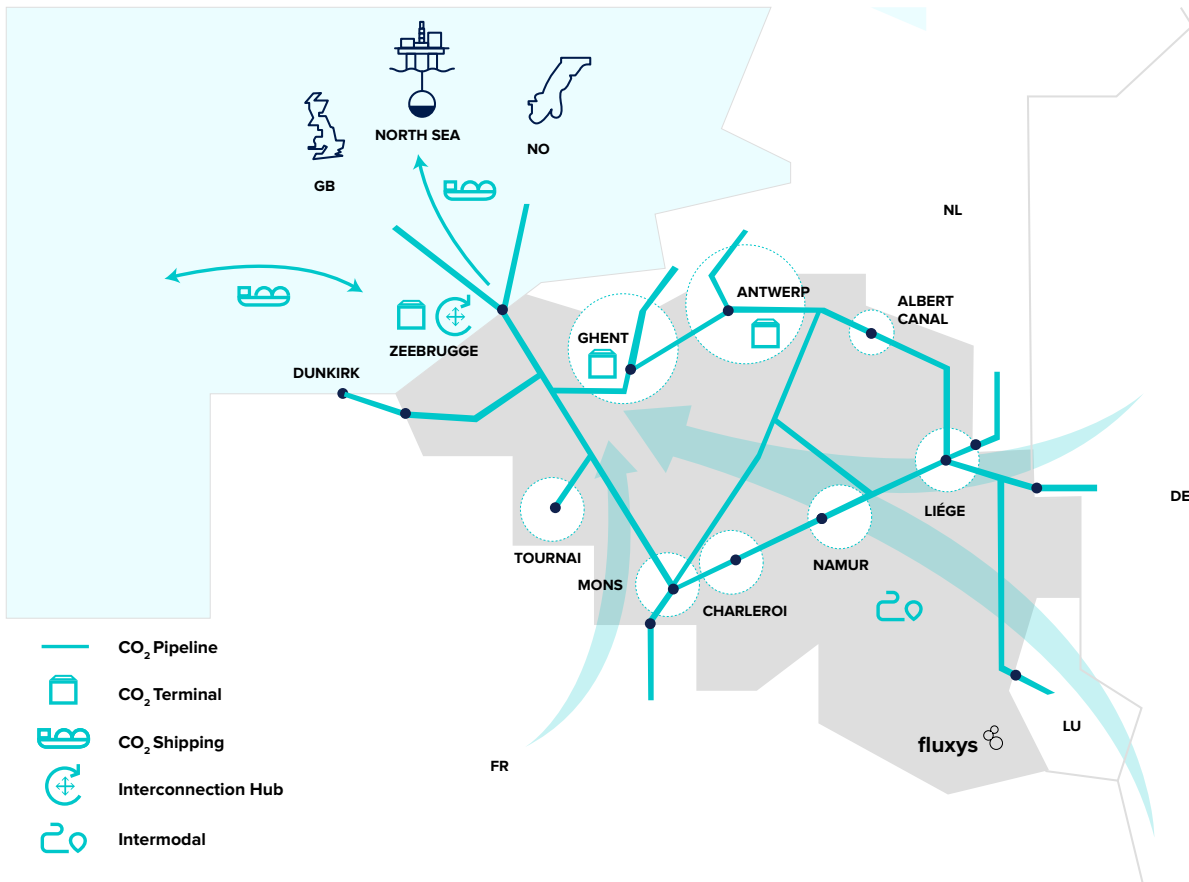 NORTH SEA
NO
GB
NL
ANTWERP
ALBERT
CANAL
GHENT
ZEEBRUGGE
DUNKIRK
DE
LIÉGE
TOURNAI
NAMUR
MONS
CHARLEROI
CO2 Pipeline
CO2 Terminal
CO2 Shipping
Interconnection Hub
Intermodal
LU
fluxys
FR